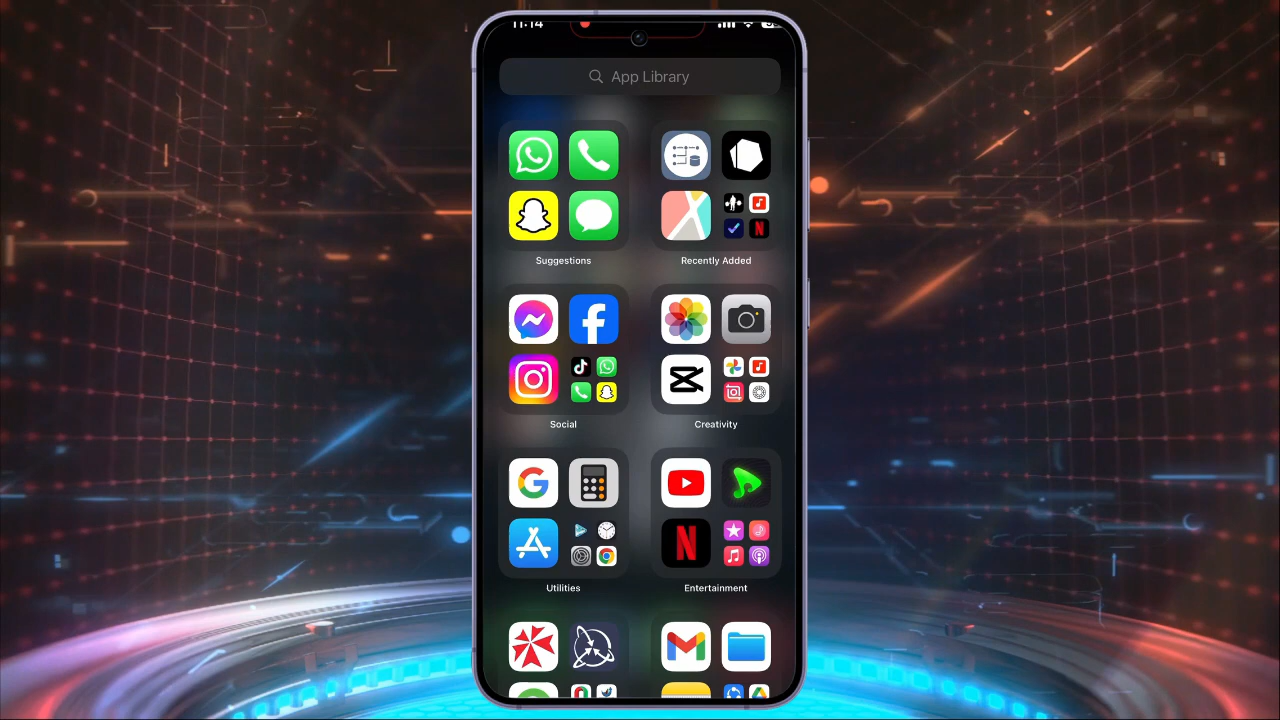 11:14
App Library
Suggestions
Recently Added
Social
Creativity
Utilities
Entertainment